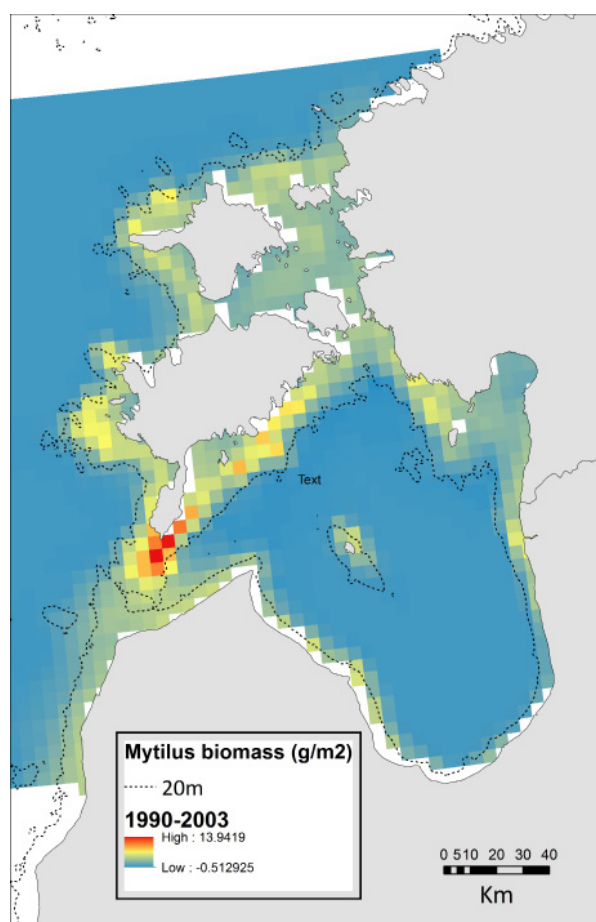 Text
Mytilus biomass (g/m2)
20m
1990-2003
High : 13.9419
Low : -0.512925
0 510 20 30 40
Km